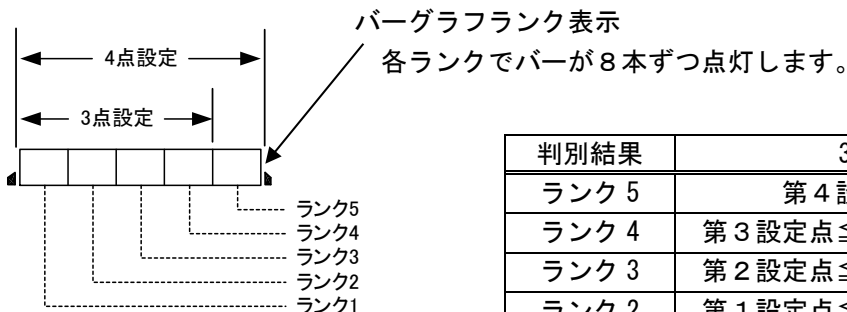 バーグラフランク表示
各ランクでバーが８本ずつ点灯します。
4点設定
3点設定
ランク5
ランク4
ランク3
ランク2
ランク1
判別結果 3
ランク 5 第４設
ランク 4 第３設定点≦
ランク 3 第２設定点≦
ランク 2 第１設定点≦